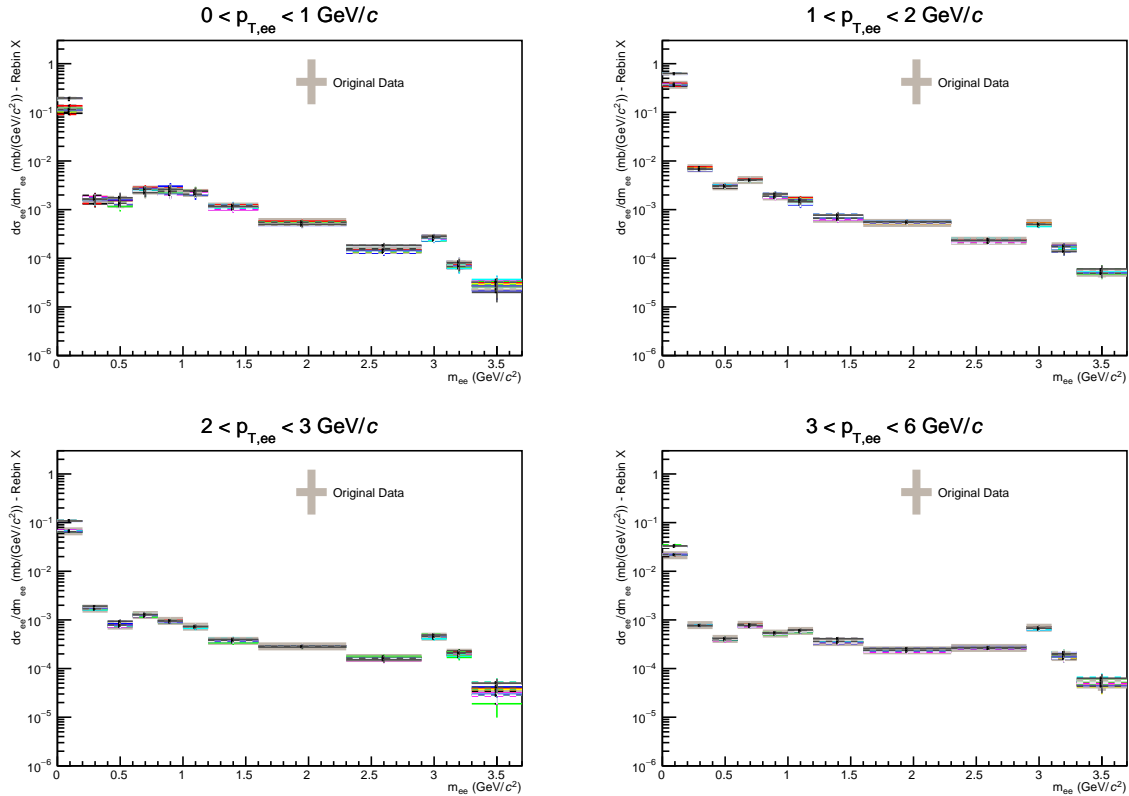 0 < p_T,ee < 1 GeV/c
dσ_ee/dm_ee (mb/(GeV/c²)) - Rebin X
1
10⁻¹
10⁻²
10⁻³
10⁻⁴
10⁻⁵
10⁻⁶
Original Data
0 0.5 1 1.5 2 2.5 3 3.5
m_ee (GeV/c²)
1 < p_T,ee < 2 GeV/c
dσ_ee/dm_ee (mb/(GeV/c²)) - Rebin X
1
10⁻¹
10⁻²
10⁻³
10⁻⁴
10⁻⁵
10⁻⁶
Original Data
0 0.5 1 1.5 2 2.5 3 3.5
m_ee (GeV/c²)
2 < p_T,ee < 3 GeV/c
dσ_ee/dm_ee (mb/(GeV/c²)) - Rebin X
1
10⁻¹
10⁻²
10⁻³
10⁻⁴
10⁻⁵
10⁻⁶
Original Data
0 0.5 1 1.5 2 2.5 3 3.5
m_ee (GeV/c²)
3 < p_T,ee < 6 GeV/c
dσ_ee/dm_ee (mb/(GeV/c²)) - Rebin X
1
10⁻¹
10⁻²
10⁻³
10⁻⁴
10⁻⁵
10⁻⁶
Original Data
0 0.5 1 1.5 2 2.5 3 3.5
m_ee (GeV/c²)